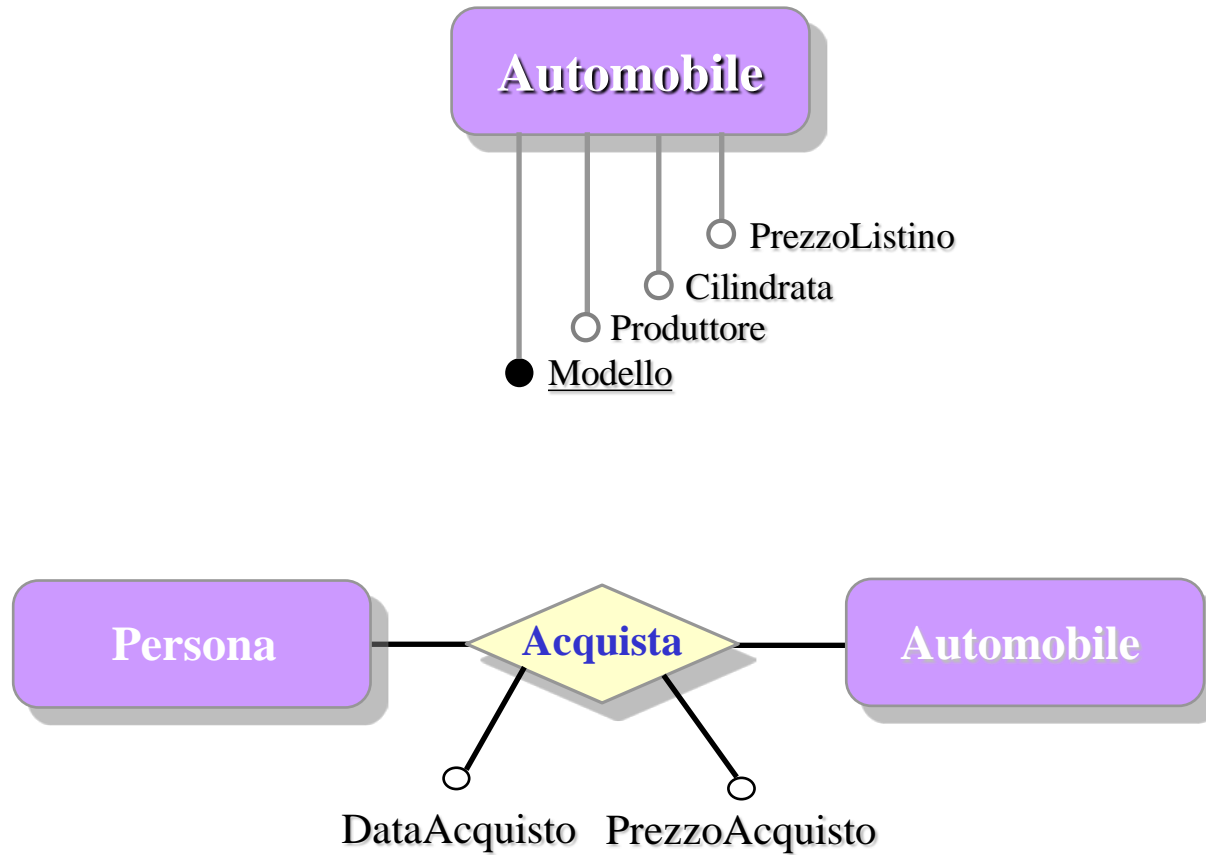 Automobile
PrezzoListino
Cilindrata
Produttore
Modello
Persona
Acquista
Automobile
DataAcquisto
PrezzoAcquisto